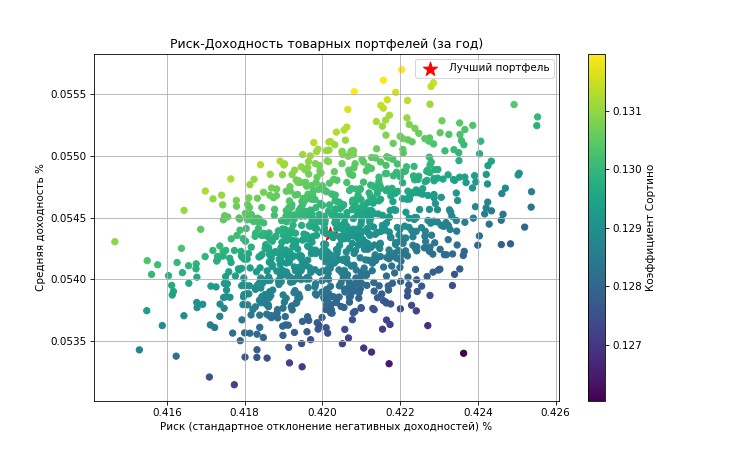 Риск-Доходность товарных портфелей (за год)
Лучший портфель
0.0555
0.0550
0.0545
0.0540
0.0535
Средняя доходность %
0.416 0.418 0.420 0.422 0.424 0.426
Риск (стандартное отклонение негативных доходностей) %
0.131
0.130
0.129
0.128
0.127
Коэффициент Сортино